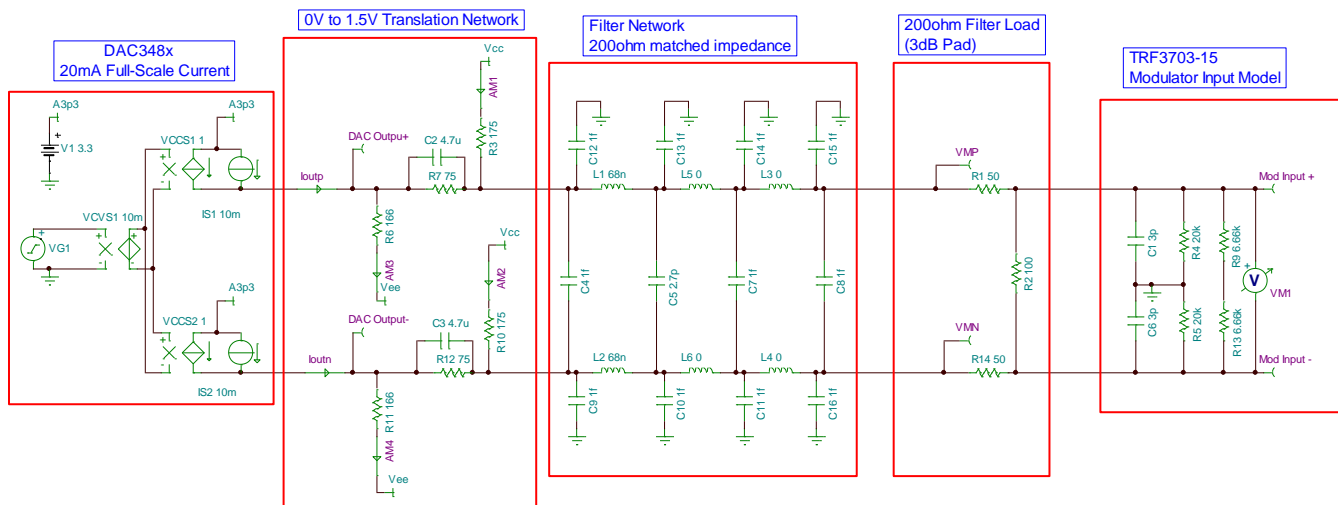 0V to 1.5V Translation Network
DAC348x
20mA Full-Scale Current
Filter Network
200ohm matched impedance
200ohm Filter Load
(3dB Pad)
TRF3703-15
Modulator Input Model
A3p3
V1 3.3
VCVS1 10m
VG1
VCCS1 1
A3p3
IS1 10m
A3p3
VCCS2 1
IS2 10m
Ioutp
Ioutn
DAC Outpu+
R6 166
AM3
Vee
C2 4.7u
R7 75
Vcc
AM1
R3 175
DAC Output-
R11 166
AM4
Vee
C3 4.7u
R12 75
Vcc
AM2
R10 175
C12 1f
C13 1f
C14 1f
C15 1f
L1 68n
L5 0
L3 0
C4 1f
C5 2.7p
C7 1f
C8 1f
L2 68n
L6 0
L4 0
C9 1f
C10 1f
C11 1f
C16 1f
VMP
R1 50
R2 100
VMN
R14 50
Mod Input +
C1 3p
R4 20k
R9 6.66k
C6 3p
R5 20k
R13 6.66k
V
VM1
Mod Input -